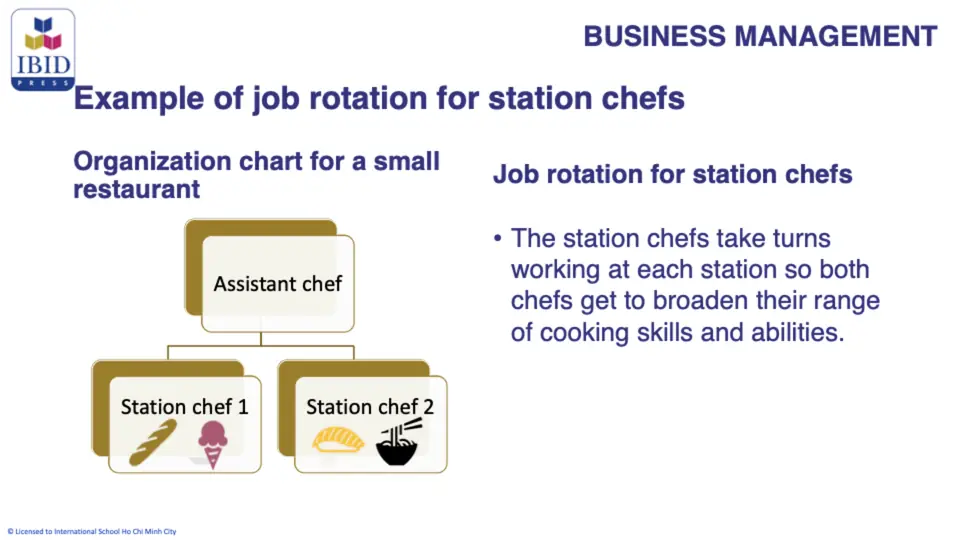 IBID
PRESS
BUSINESS MANAGEMENT
Example of job rotation for station chefs
Organization chart for a small
restaurant
Assistant chef
Station chef 1
Station chef 2
Job rotation for station chefs
• The station chefs take turns
working at each station so both
chefs get to broaden their range
of cooking skills and abilities.
© Licensed to International School Ho Chi Minh City